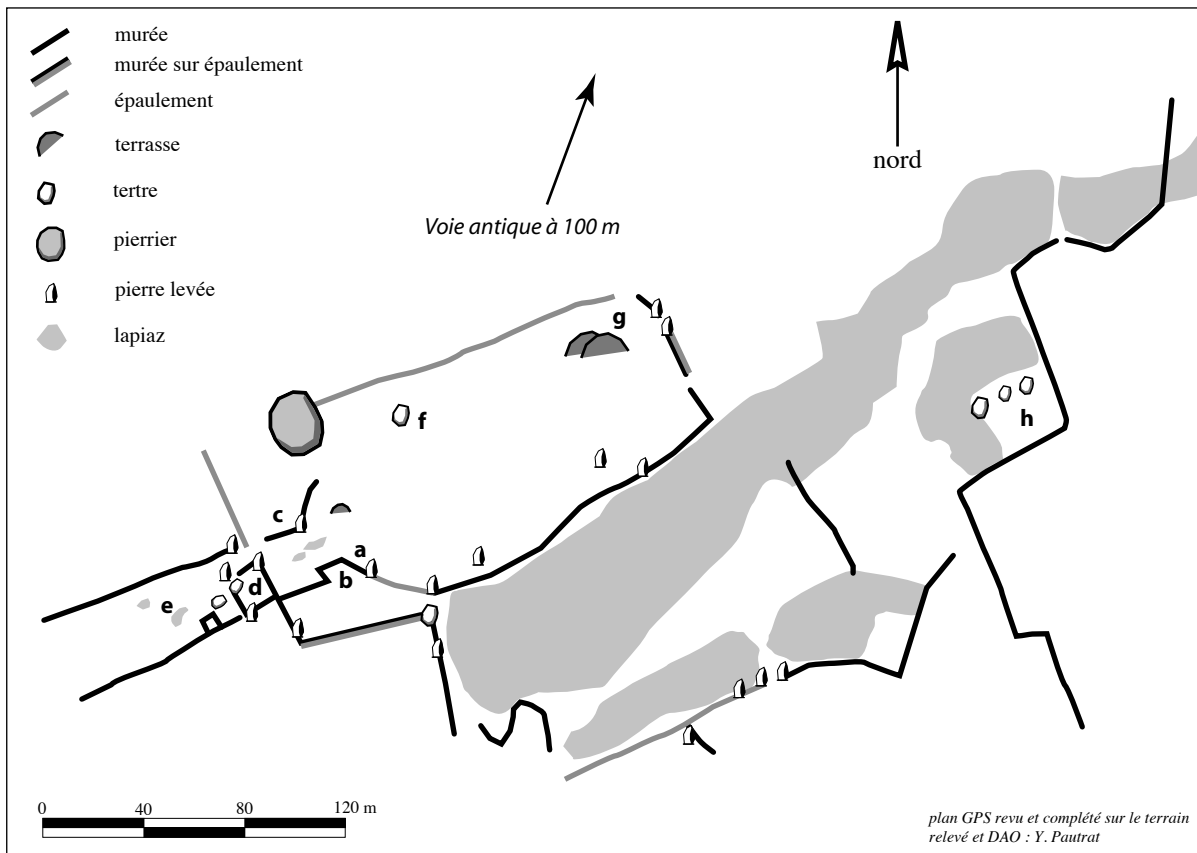 murée
murée sur épaulement
épaulement
terrasse
tertre
pierrier
pierre levée
lapiaz
nord
Voie antique à 100 m
g
f
h
c
a
b
d
e
0 40 80 120 m
plan GPS revu et complété sur le terrain
relevé et DAO : Y. Pautrat